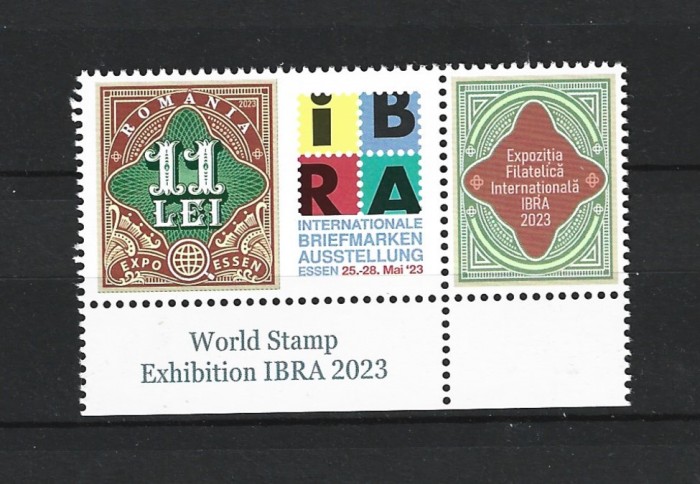 ROMÂNIA
2023
11
LEI
EXPO ESSEN
iB
RA
INTERNATIONALE
BRIEFMARKEN
AUSSTELLUNG
ESSEN 25.-28. Mai '23
Expoziția
Filatelică
Internațională
IBRA
2023
World Stamp
Exhibition IBRA 2023